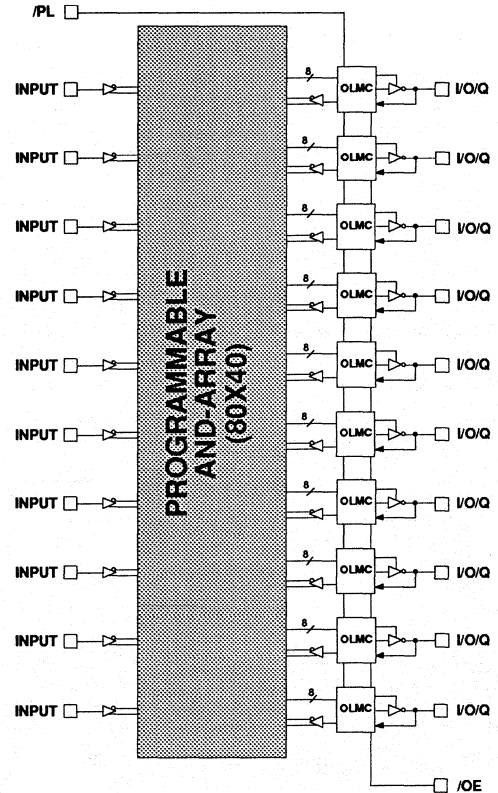 /PL
INPUT 8 OLMC I/O/Q
INPUT 8 OLMC I/O/Q
INPUT 8 OLMC I/O/Q
INPUT 8 OLMC I/O/Q
INPUT 8 OLMC I/O/Q
INPUT 8 OLMC I/O/Q
INPUT 8 OLMC I/O/Q
INPUT 8 OLMC I/O/Q
INPUT 8 OLMC I/O/Q
INPUT 8 OLMC I/O/Q
PROGRAMMABLE
AND-ARRAY
(80X40)
/OE